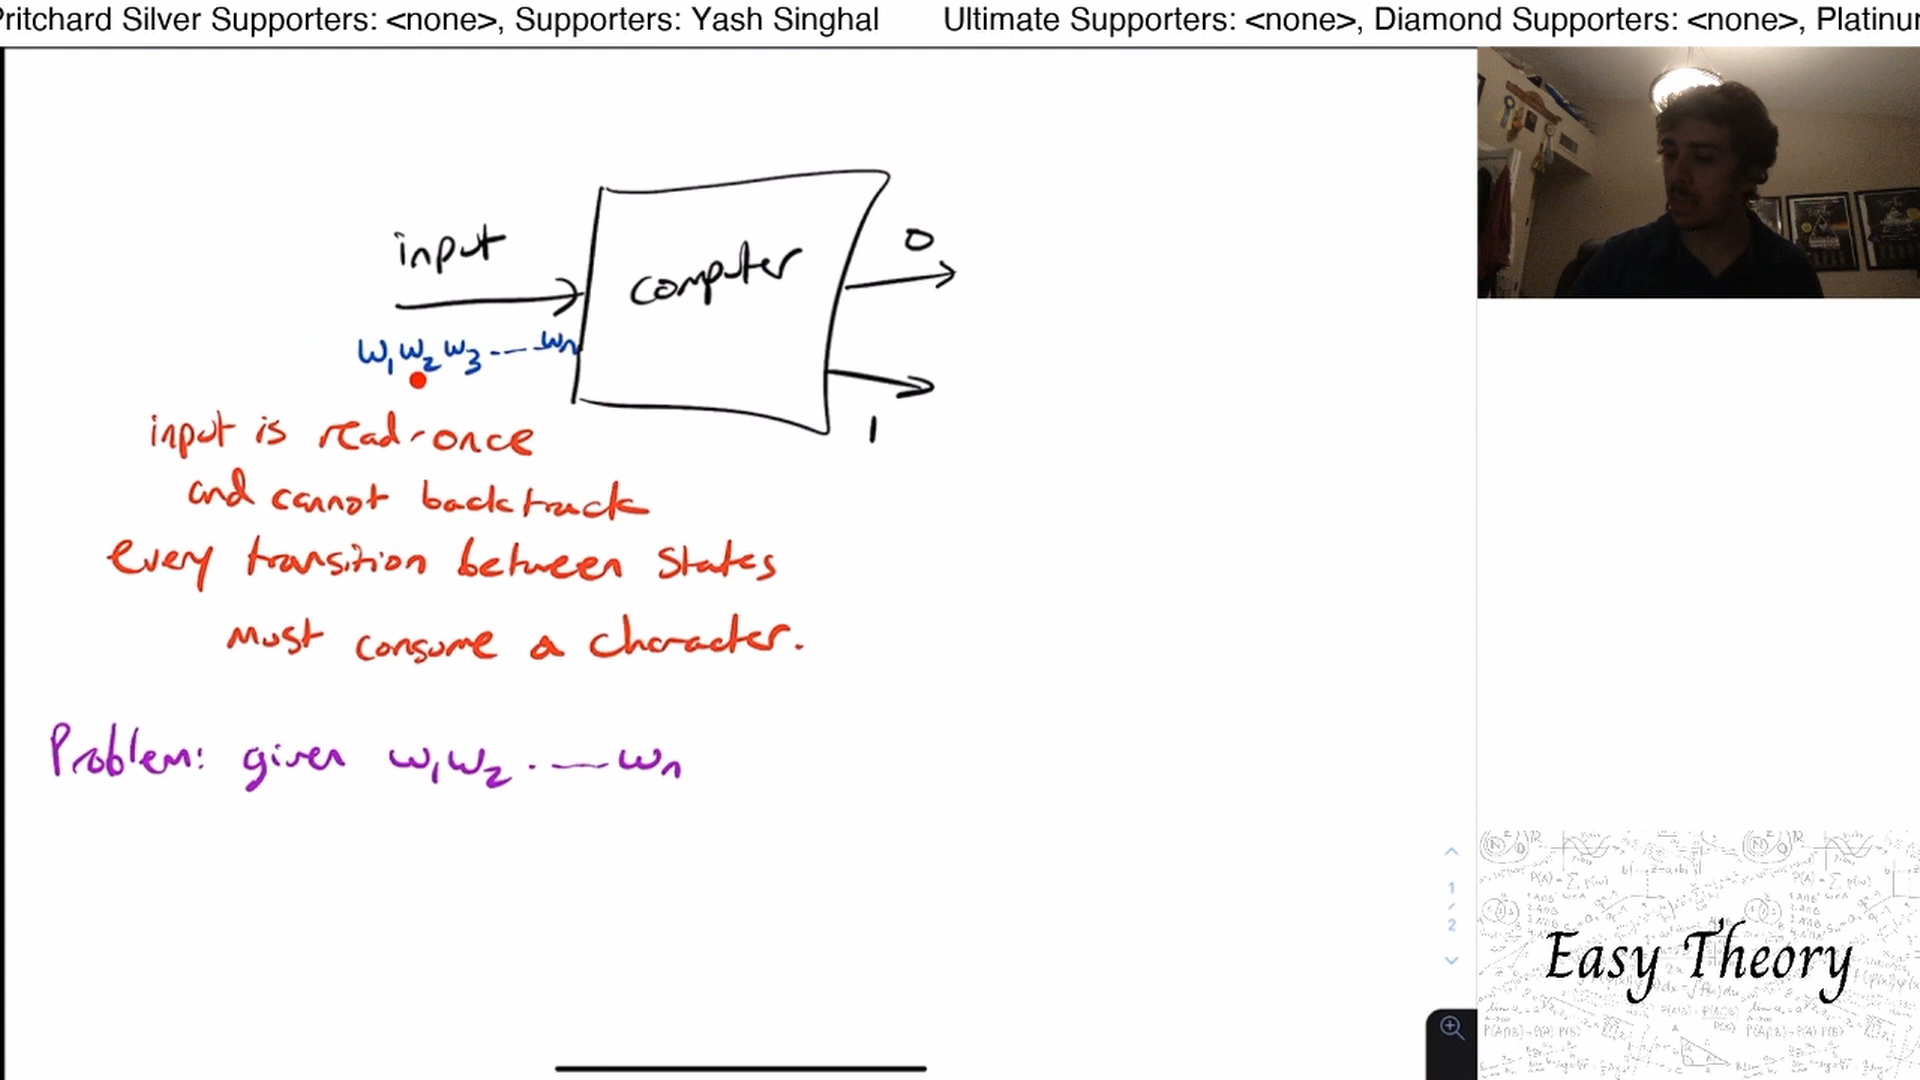 Pritchard Silver Supporters: <none>, Supporters: Yash Singhal Ultimate Supporters: <none>, Diamond Supporters: <none>, Platinum
input
computer
0
w₁w₂w₃----wₙ
1
input is read-once
and cannot backtrack
every transition between states
must consume a character.
Problem: given w₁w₂.---wₙ
1
2
Easy Theory